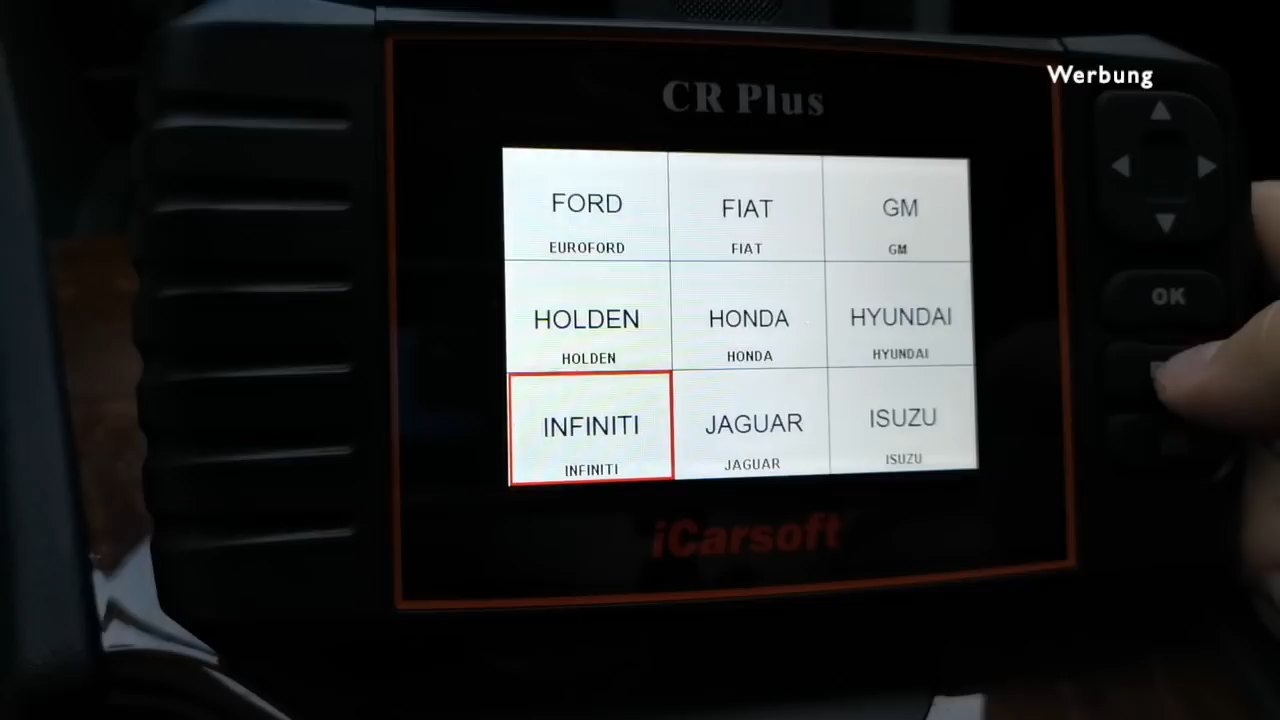 Werbung
CR Plus
FORD FIAT GM
EUROFORD FIAT GM
HOLDEN HONDA HYUNDAI
HOLDEN HONDA HYUNDAI
INFINITI JAGUAR ISUZU
INFINITI JAGUAR ISUZU
iCarsoft
OK